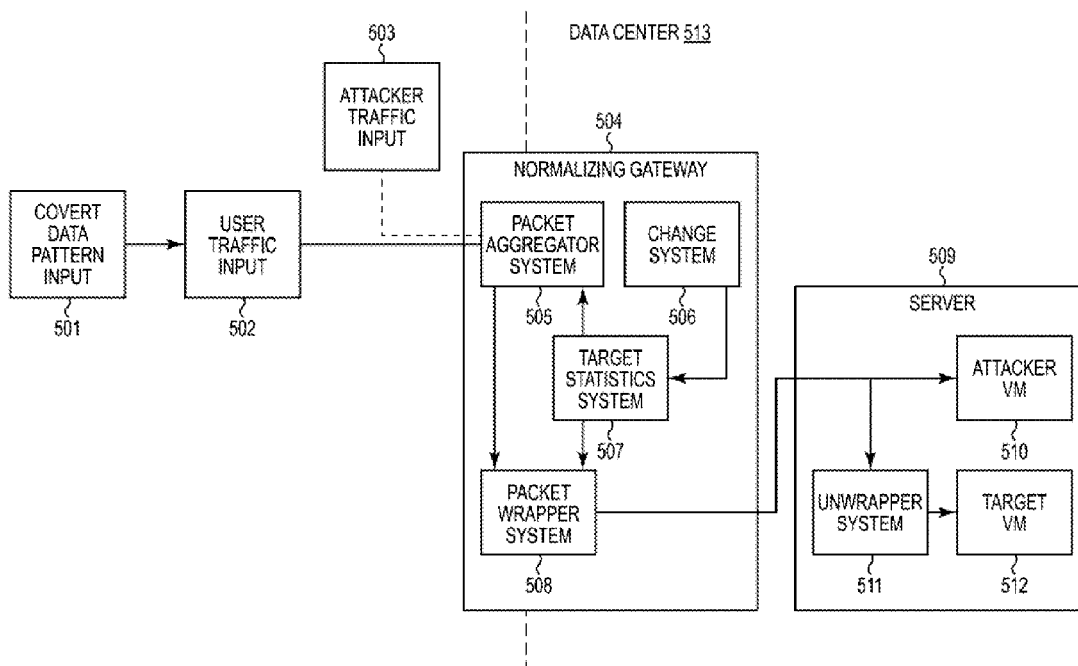 503
DATA CENTER 513
ATTACKER
TRAFFIC
INPUT
504
NORMALIZING GATEWAY
COVERT
DATA
PATTERN
INPUT
501
USER
TRAFFIC
INPUT
502
PACKET
AGGREGATOR
SYSTEM
505
CHANGE
SYSTEM
506
TARGET
STATISTICS
SYSTEM
507
PACKET
WRAPPER
SYSTEM
508
509
SERVER
ATTACKER
VM
510
UNWRAPPER
SYSTEM
511
TARGET
VM
512